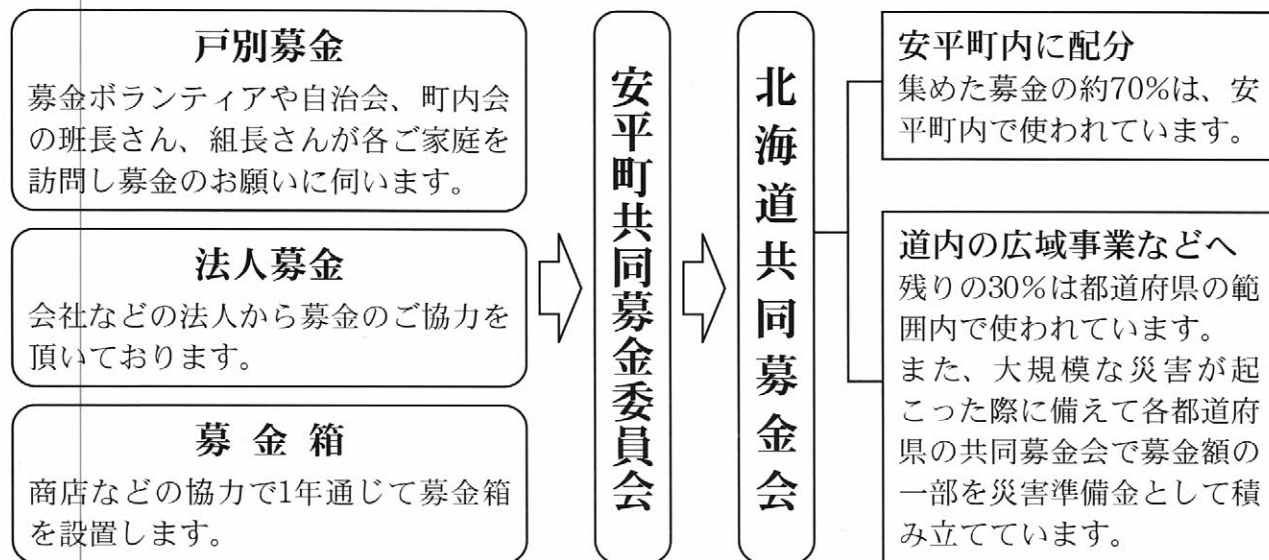 戸別募金
募金ボランティアや自治会、町内会
の班長さん、組長さんが各ご家庭を
訪問し募金のお願いに伺います。
法人募金
会社などの法人から募金のご協力を
頂いております。
募金箱
商店などの協力で1年通じて募金箱
を設置します。
安平町共同募金委員会
北海道共同募金会
安平町内に配分
集めた募金の約70%は、安
平町内で使われています。
道内の広域事業などへ
残りの30%は都道府県の範
囲内で使われています。
また、大規模な災害が起
こった際に備えて各都道府
県の共同募金会で募金額の
一部を災害準備金として積
み立てています。